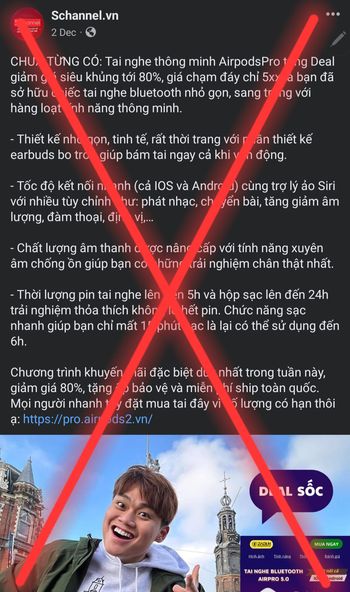 Schannel.vn
2 Dec
CHƯA TỪNG CÓ: Tai nghe thông minh AirpodsPro tung Deal
giảm giá siêu khủng tới 80%, giá chạm đáy chỉ 5xx là bạn đã
sở hữu chiếc tai nghe bluetooth nhỏ gọn, sang trọng với
hàng loạt tính năng thông minh.
- Thiết kế nhỏ gọn, tinh tế, rất thời trang với phần thiết kế
earbuds bo tròn giúp bám tai ngay cả khi vận động.
- Tốc độ kết nối nhanh (cả IOS và Android) cùng trợ lý ảo Siri
với nhiều tùy chỉnh như: phát nhạc, chuyển bài, tăng giảm âm
lượng, đàm thoại, định vị,...
- Chất lượng âm thanh được nâng cấp với tính năng xuyên
âm chống ồn giúp bạn có những trải nghiệm chân thật nhất.
- Thời lượng pin tai nghe lên đến 5h và hộp sạc lên đến 24h
trải nghiệm thỏa thích không lo hết pin. Chức năng sạc
nhanh giúp bạn chỉ mất 15 phút sạc là lại có thể sử dụng đến
6h.
Chương trình khuyến mãi đặc biệt duy nhất trong tuần này,
giảm giá 80%, tặng ốp bảo vệ và miễn phí ship toàn quốc.
Mọi người nhanh tay đặt mua tại đây vì số lượng có hạn thôi
ạ: https://pro.airpods2.vn/
DEAL SỐC
MUA NGAY
TAI NGHE BLUETOOTH
AIRPRO 5.0